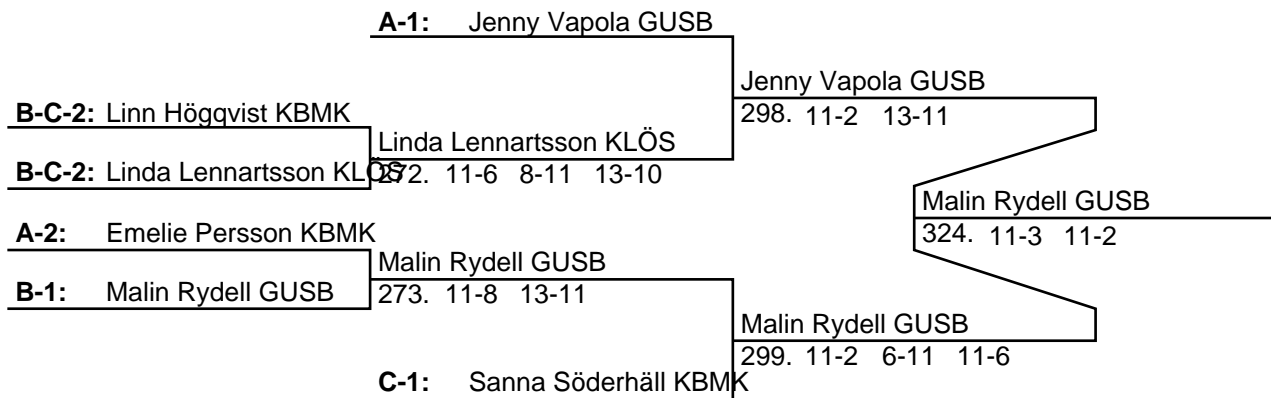 A-1: Jenny Vapola GUSB
Jenny Vapola GUSB
B-C-2: Linn Högqvist KBMK
298. 11-2 13-11
Linda Lennartsson KLÖS
B-C-2: Linda Lennartsson KLÖS
272. 11-6 8-11 13-10
Malin Rydell GUSB
A-2: Emelie Persson KBMK
324. 11-3 11-2
Malin Rydell GUSB
B-1: Malin Rydell GUSB
273. 11-8 13-11
Malin Rydell GUSB
299. 11-2 6-11 11-6
C-1: Sanna Söderhäll KBMK